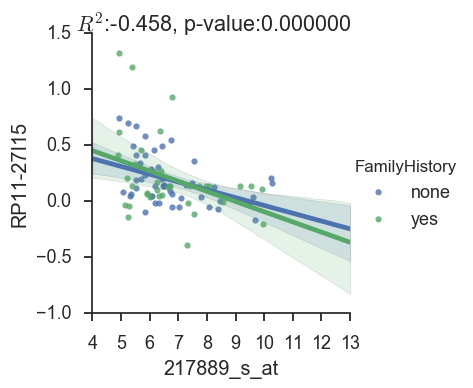 R²:-0.458, p-value:0.000000
1.5
1.0
0.5
0.0
−0.5
−1.0
RP11-27I15
4 5 6 7 8 9 10 11 12 13
217889_s_at
FamilyHistory
none
yes